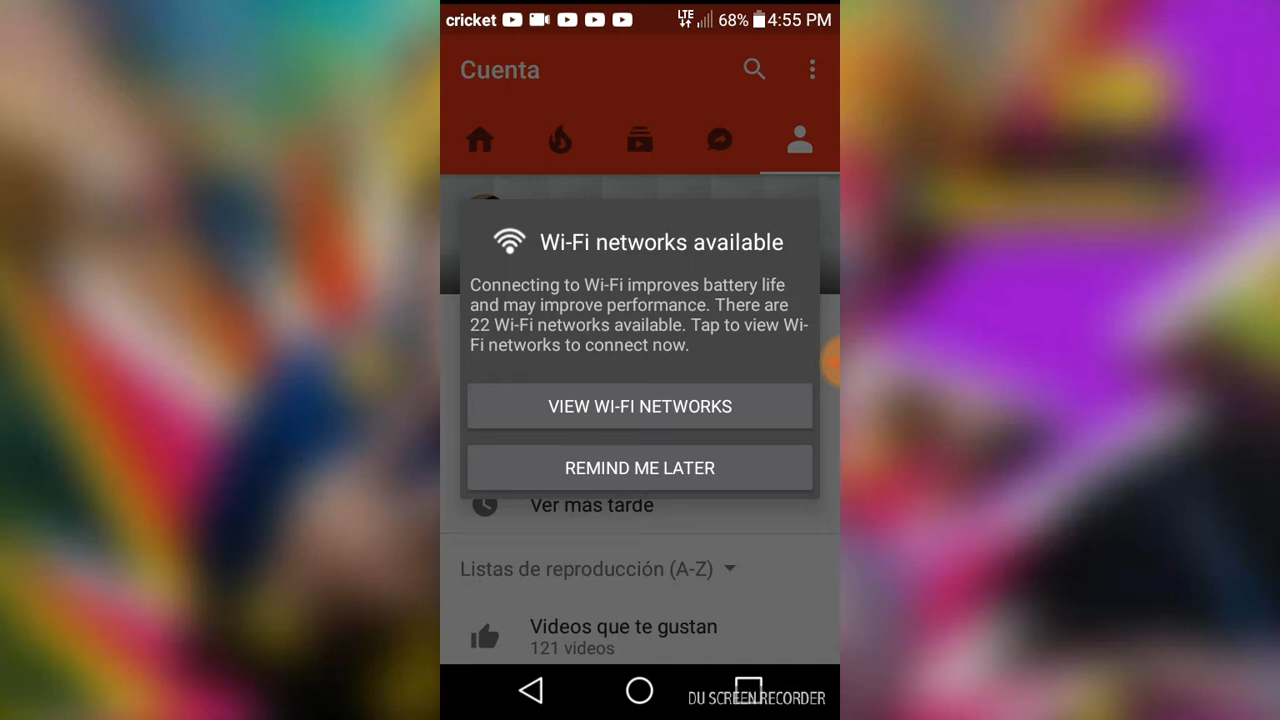 cricket LTE 68% 4:55 PM
Cuenta
Wi-Fi networks available
Connecting to Wi-Fi improves battery life
and may improve performance. There are
22 Wi-Fi networks available. Tap to view Wi-
Fi networks to connect now.
VIEW WI-FI NETWORKS
REMIND ME LATER
Ver más tarde
Listas de reproducción (A-Z)
Videos que te gustan
121 videos
DU SCREEN RECORDER